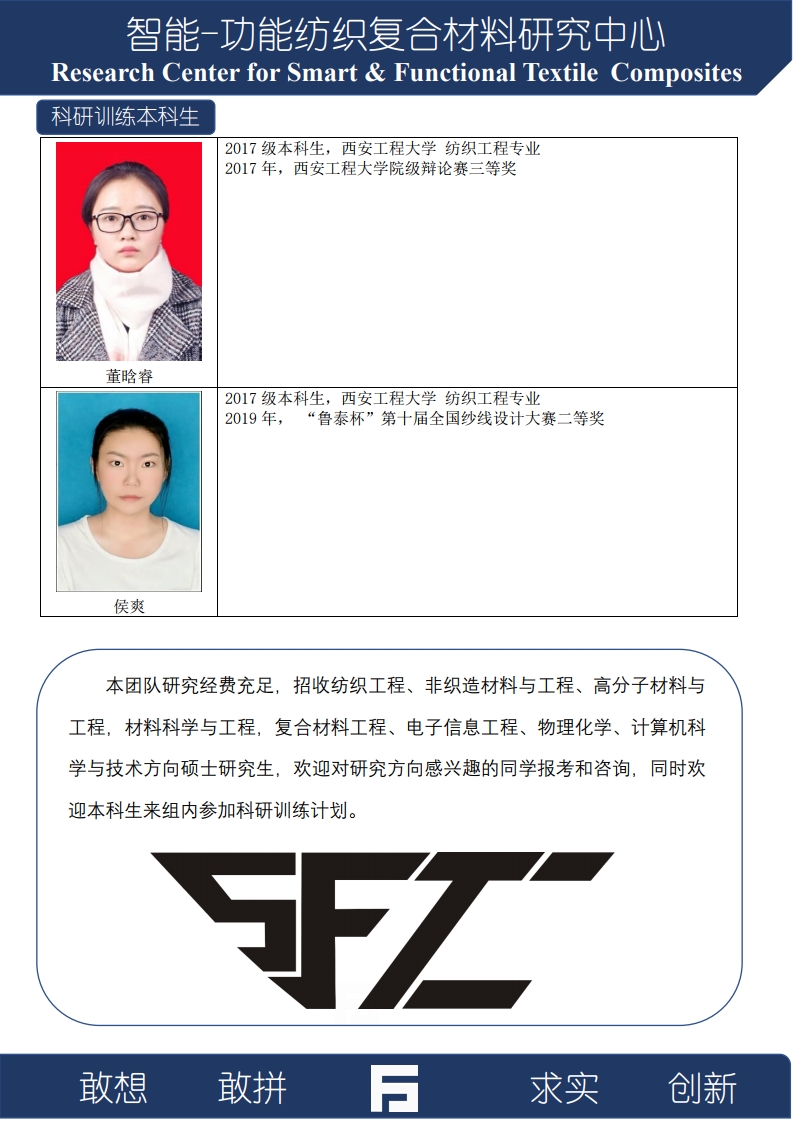 智能-功能纺织复合材料研究中心
Research Center for Smart & Functional Textile Composites
科研训练本科生
2017 级本科生，西安工程大学 纺织工程专业
2017 年，西安工程大学院级辩论赛三等奖
董晗睿
2017 级本科生，西安工程大学 纺织工程专业
2019 年， “鲁泰杯”第十届全国纱线设计大赛二等奖
侯爽
本团队研究经费充足，招收纺织工程、非织造材料与工程、高分子材料与
工程，材料科学与工程，复合材料工程、电子信息工程、物理化学、计算机科
学与技术方向硕士研究生，欢迎对研究方向感兴趣的同学报考和咨询，同时欢
迎本科生来组内参加科研训练计划。
SFTC
敢想 敢拼 求实 创新